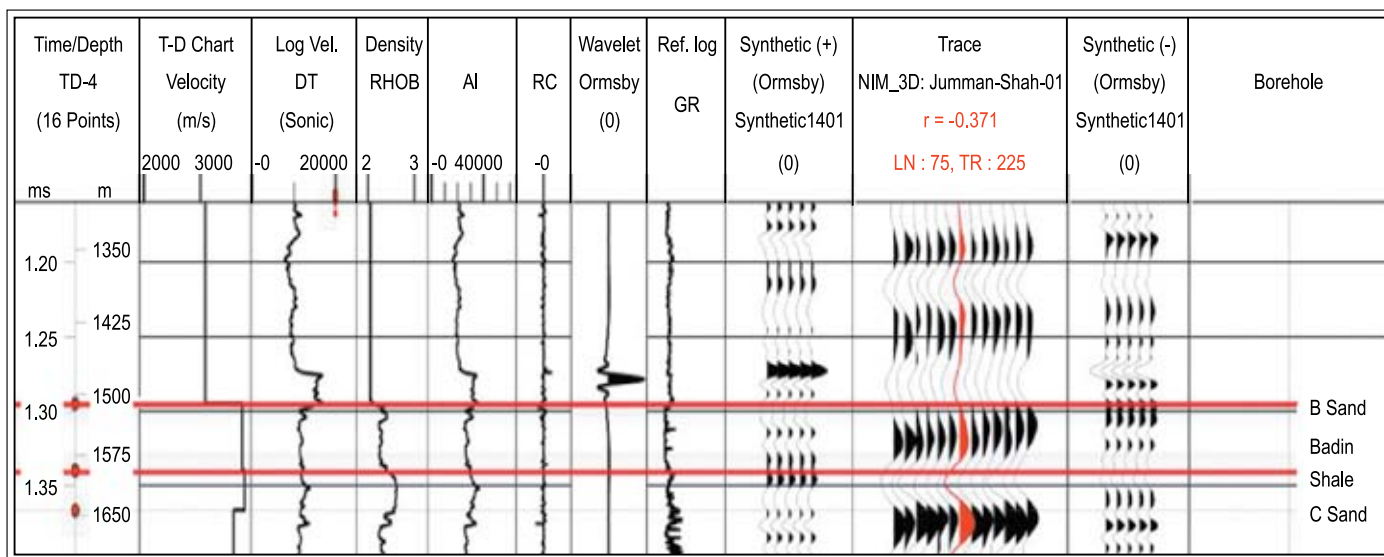 Time/Depth
TD-4
(16 Points)
ms m
T-D Chart
Velocity
(m/s)
2000 3000
Log Vel.
DT
(Sonic)
-0 20000
Density
RHOB
2 3
AI
-0 40000
RC
-0
Wavelet
Ormsby
(0)
Ref. log
GR
Synthetic (+)
(Ormsby)
Synthetic1401
(0)
Trace
NIM_3D: Jumman-Shah-01
r = -0.371
LN : 75, TR : 225
Synthetic (-)
(Ormsby)
Synthetic1401
(0)
Borehole
1350
1.20
1425
1.25
1500
1.30
1575
1.35
1650
B Sand
Badin
Shale
C Sand